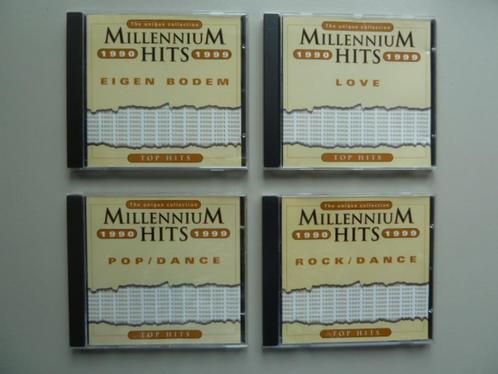 The unique collection
MILLENNIUM
1990 HITS 1999
EIGEN BODEM
TOP HITS
The unique collection
MILLENNIUM
1990 HITS 1999
LOVE
TOP HITS
The unique collection
MILLENNIUM
1990 HITS 1999
POP/DANCE
TOP HITS
The unique collection
MILLENNIUM
1990 HITS 1999
ROCK/DANCE
TOP HITS